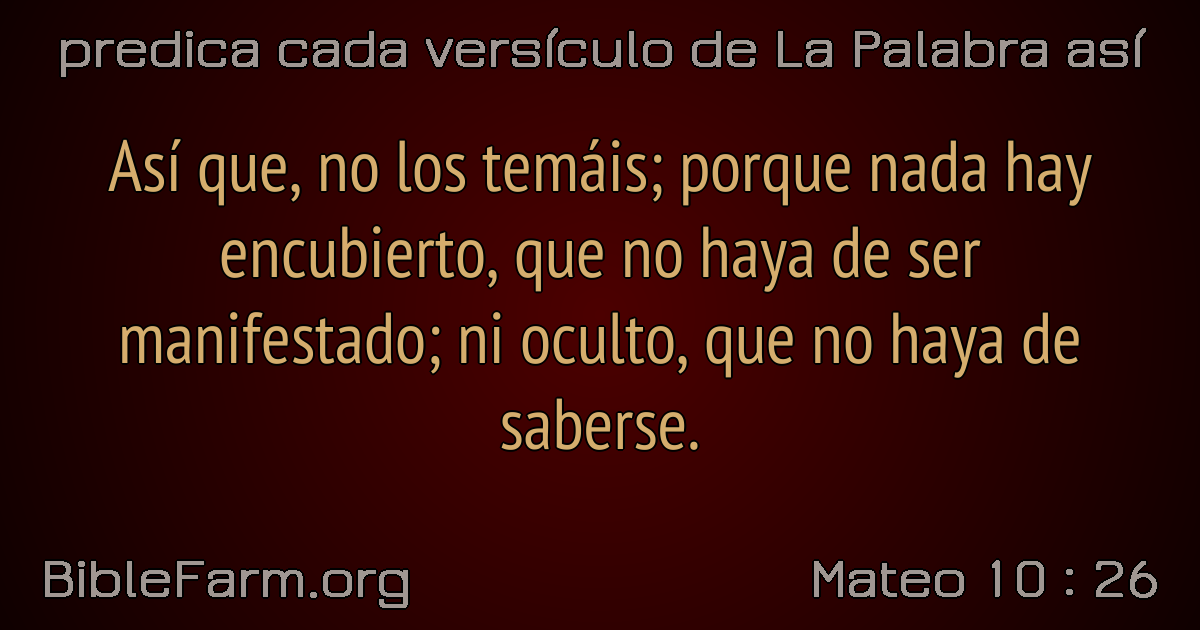 predica cada versículo de La Palabra así
Así que, no los temáis; porque nada hay
encubierto, que no haya de ser
manifestado; ni oculto, que no haya de
saberse.
BibleFarm.org
Mateo 10 : 26